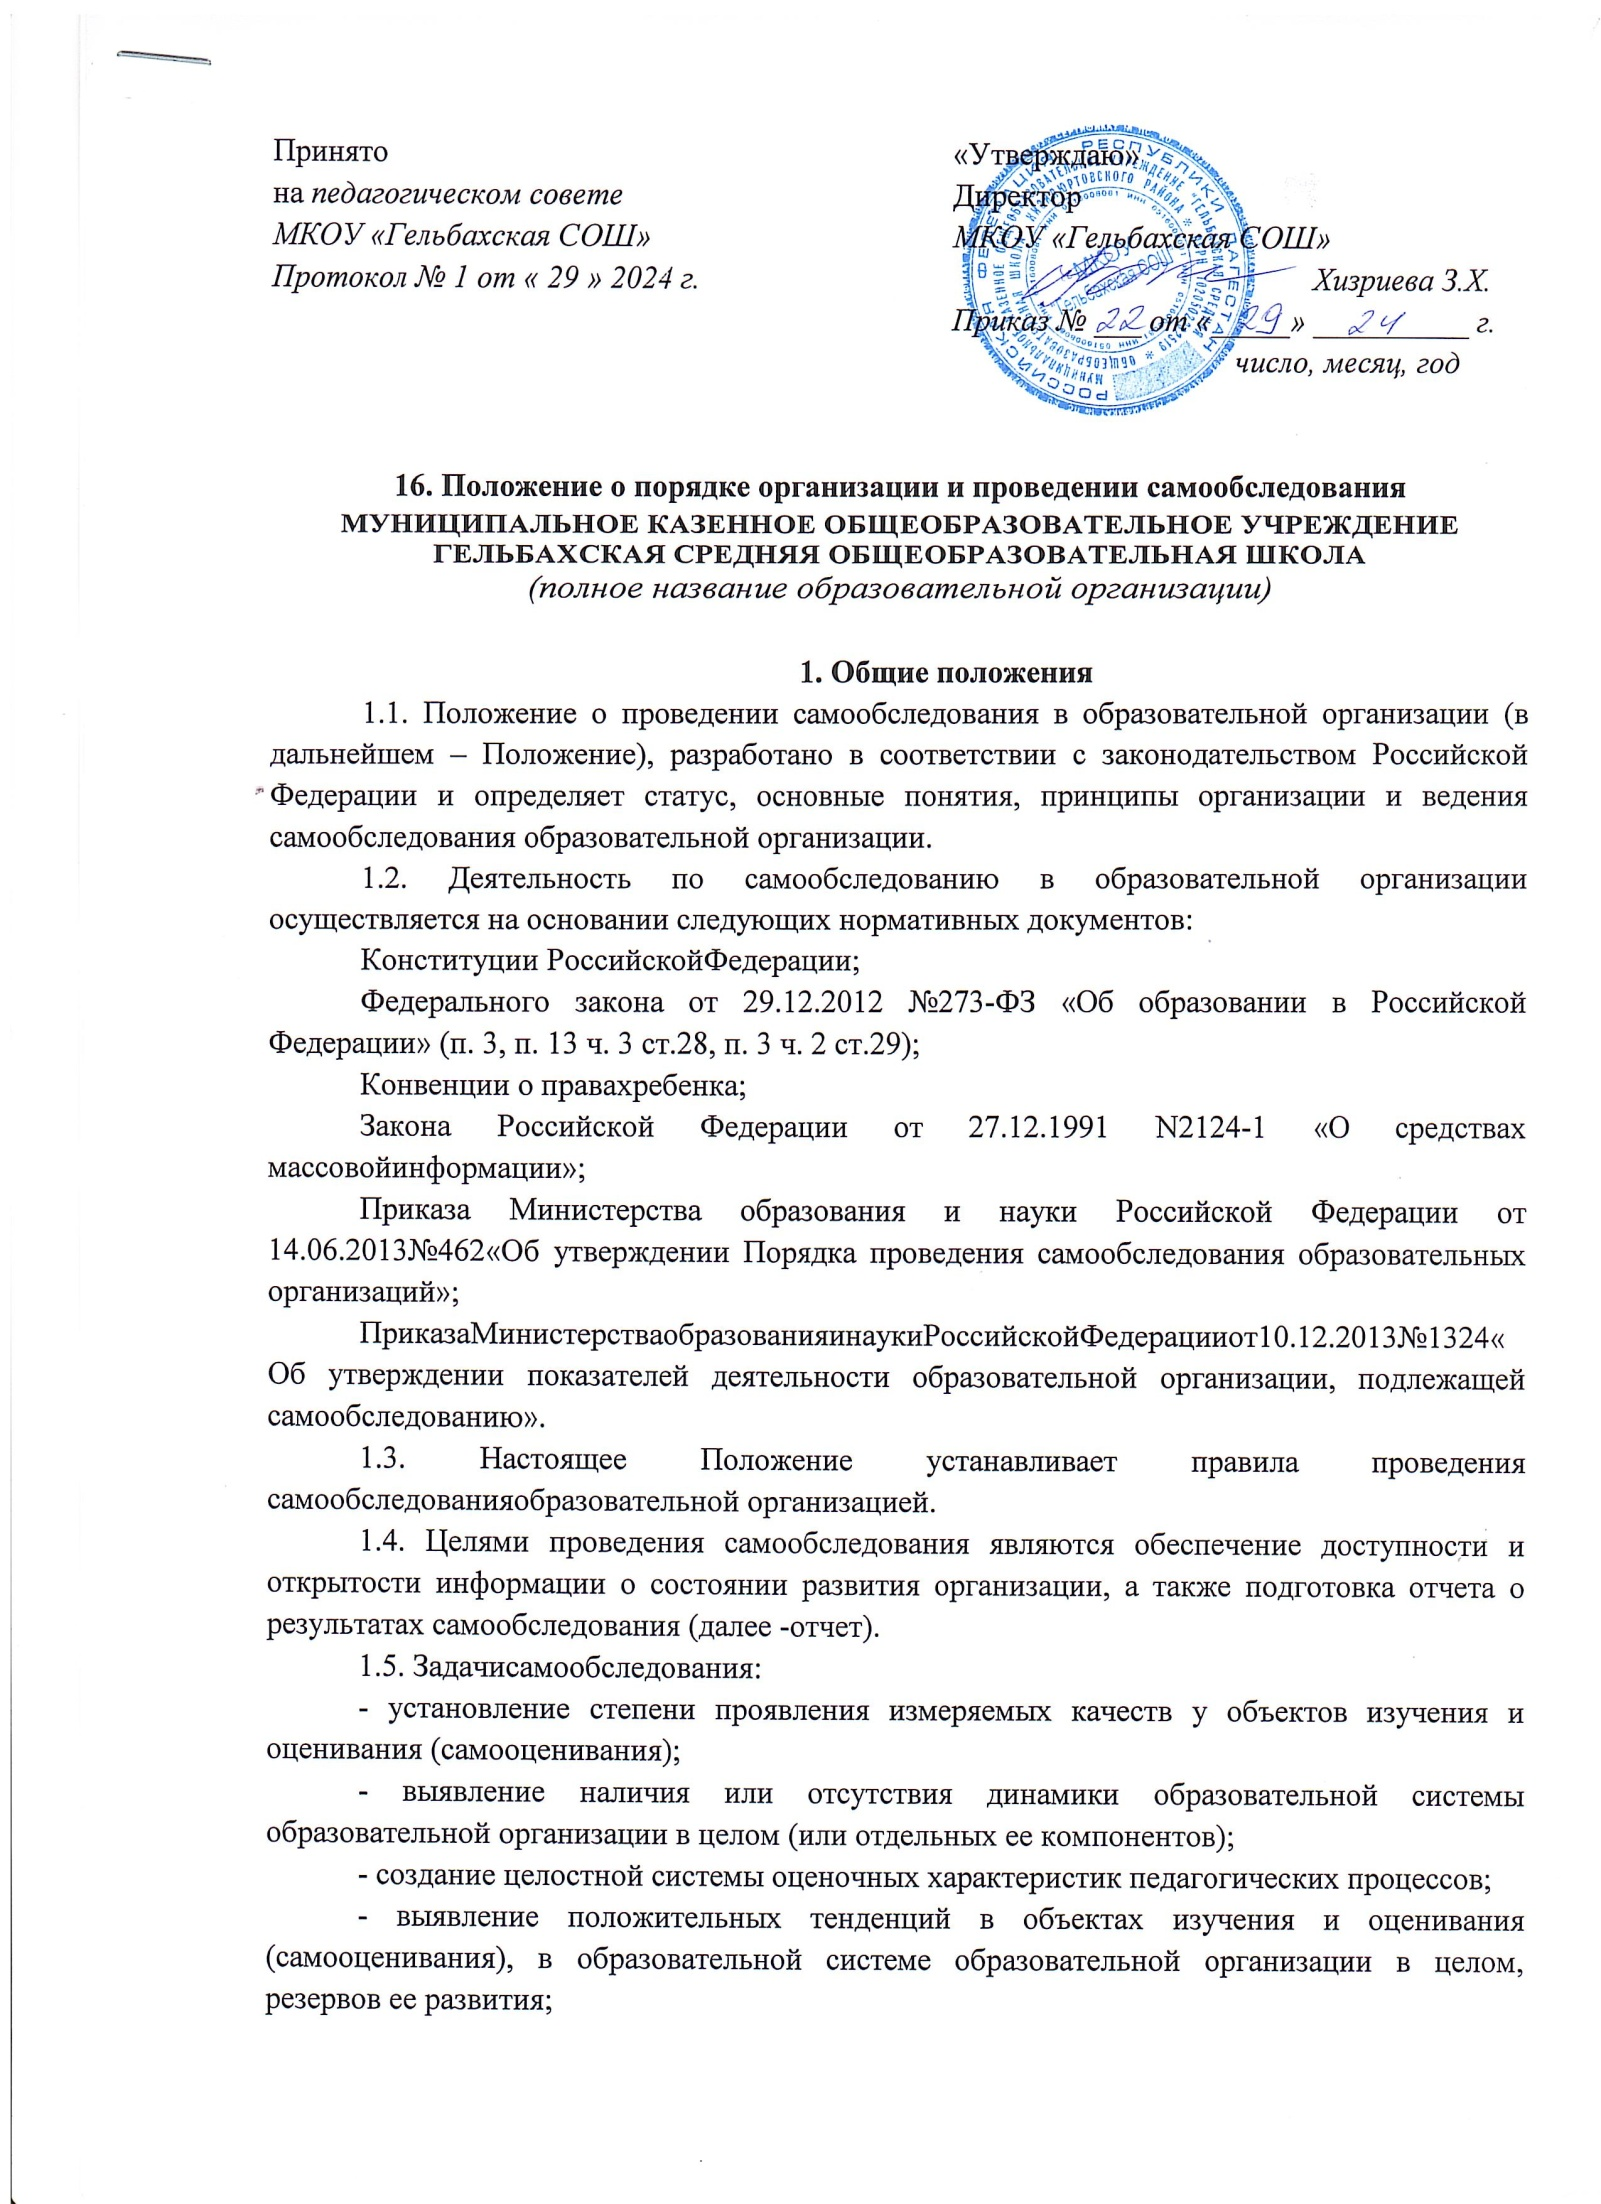 Принято
на педагогическом совете
МКОУ «Гельбахская СОШ»
Протокол № 1 от « 29 » 2024 г.
«Утверждаю»
Директор
МКОУ «Гельбахская СОШ»
Хизриева З.Х.
Приказ № 22 от « 29 » 24 г.
число, месяц, год
16. Положение о порядке организации и проведении самообследования
МУНИЦИПАЛЬНОЕ КАЗЕННОЕ ОБЩЕОБРАЗОВАТЕЛЬНОЕ УЧРЕЖДЕНИЕ
ГЕЛЬБАХСКАЯ СРЕДНЯЯ ОБЩЕОБРАЗОВАТЕЛЬНАЯ ШКОЛА
(полное название образовательной организации)
1. Общие положения
1.1. Положение о проведении самообследования в образовательной организации (в
дальнейшем – Положение), разработано в соответствии с законодательством Российской
Федерации и определяет статус, основные понятия, принципы организации и ведения
самообследования образовательной организации.
1.2. Деятельность по самообследованию в образовательной организации
осуществляется на основании следующих нормативных документов:
Конституции РоссийскойФедерации;
Федерального закона от 29.12.2012 №273-ФЗ «Об образовании в Российской
Федерации» (п. 3, п. 13 ч. 3 ст.28, п. 3 ч. 2 ст.29);
Конвенции о правахребенка;
Закона Российской Федерации от 27.12.1991 N2124-1 «О средствах
массовойинформации»;
Приказа Министерства образования и науки Российской Федерации от
14.06.2013№462«Об утверждении Порядка проведения самообследования образовательных
организаций»;
ПриказаМинистерстваобразованияинаукиРоссийскойФедерацииот10.12.2013№1324«
Об утверждении показателей деятельности образовательной организации, подлежащей
самообследованию».
1.3. Настоящее Положение устанавливает правила проведения
самообследованияобразовательной организацией.
1.4. Целями проведения самообследования являются обеспечение доступности и
открытости информации о состоянии развития организации, а также подготовка отчета о
результатах самообследования (далее -отчет).
1.5. Задачисамообследования:
- установление степени проявления измеряемых качеств у объектов изучения и
оценивания (самооценивания);
- выявление наличия или отсутствия динамики образовательной системы
образовательной организации в целом (или отдельных ее компонентов);
- создание целостной системы оценочных характеристик педагогических процессов;
- выявление положительных тенденций в объектах изучения и оценивания
(самооценивания), в образовательной системе образовательной организации в целом,
резервов ее развития;